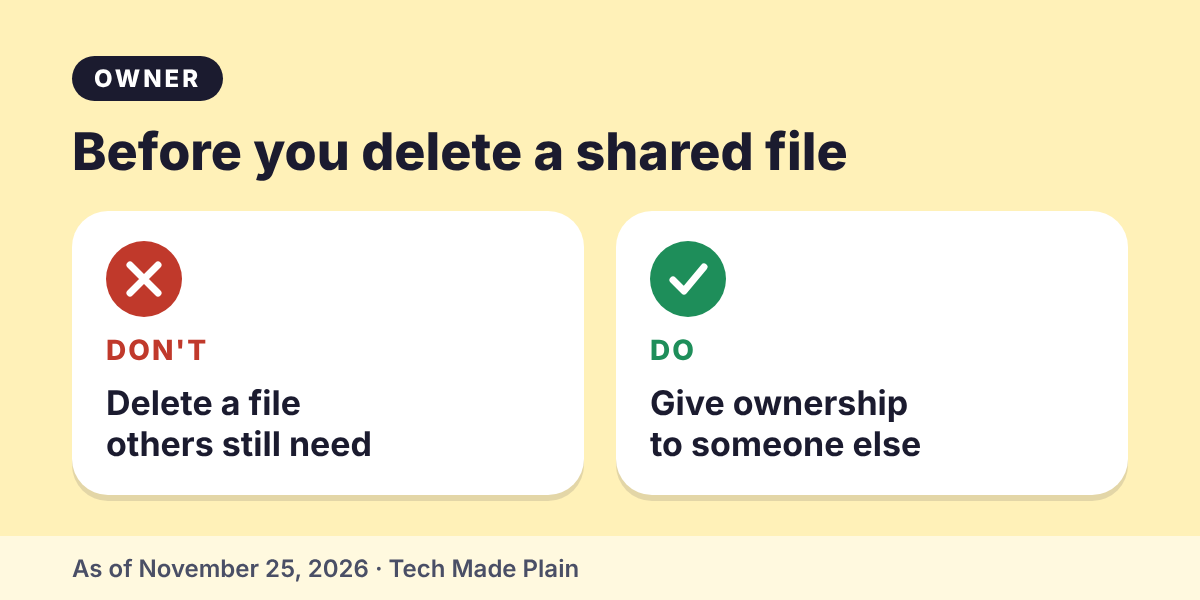 OWNER
Before you delete a shared file
DON'T
Delete a file
others still need
DO
Give ownership
to someone else
As of November 25, 2026 · Tech Made Plain